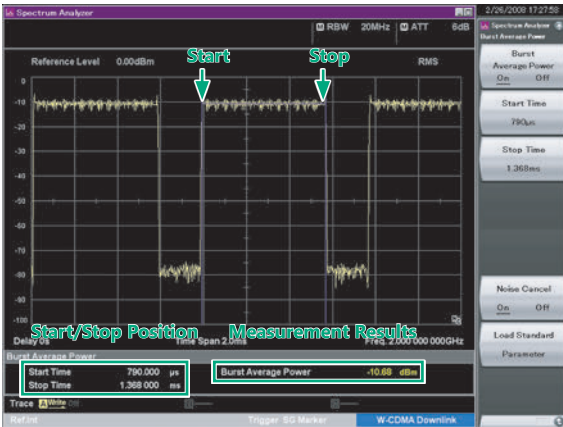 Spectrum Analyzer
2/26/2008 17:27:58
RBW 20MHz ATT 6dB
Spectrum Analyzer
Burst Average Power
Reference Level 0.00dBm
Start
Stop
RMS
Burst
Average Power
On Off
0
-10
-20
-30
-40
-50
-60
-70
-80
-90
-100
Start Time
790µs
Stop Time
1.368ms
Noise Cancel
On Off
Load Standard
Parameter
Start/Stop Position
Measurement Results
Delay 0s
Time Span 2.0ms
Freq. 2.000 000 000GHz
Burst Average Power
Start Time 790.000 µs
Stop Time 1.368 000 ms
Burst Average Power -10.68 dBm
Trace A Write Off
Ref.Int
Trigger SG Marker
W-CDMA Downlink